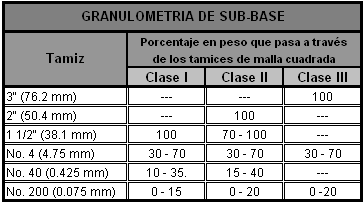 GRANULOMETRIA DE SUB-BASE
Tamiz
Porcentaje en peso que pasa a través
de los tamices de malla cuadrada
Clase I Clase II Clase III
3" (76.2 mm) --- --- 100
2" (50.4 mm) --- 100 ---
1 1/2" (38.1 mm) 100 70 - 100 ---
No. 4 (4.75 mm) 30 - 70 30 - 70 30 - 70
No. 40 (0.425 mm) 10 - 35. 15 - 40 ---
No. 200 (0.075 mm) 0 - 15 0 - 20 0 -20